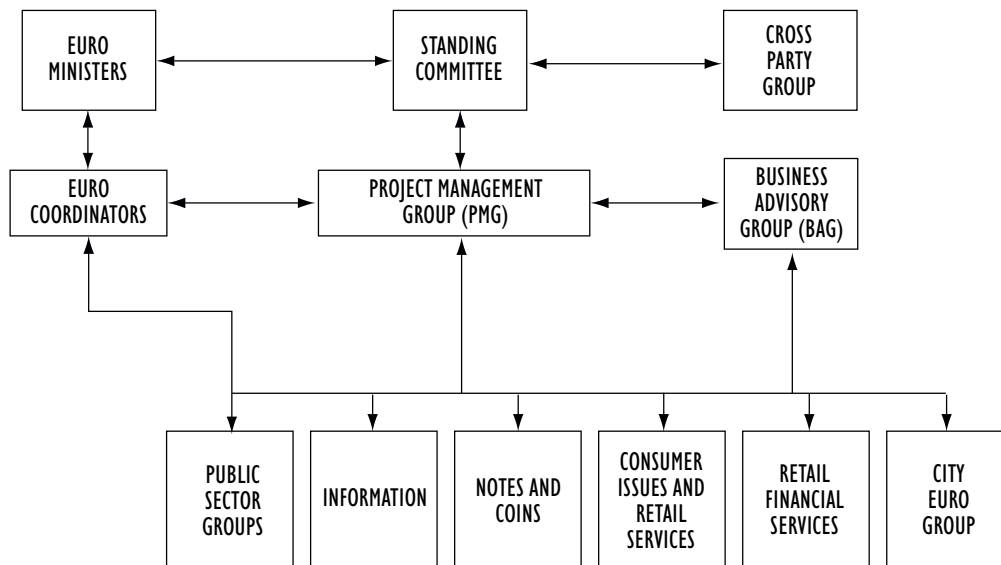 EURO
MINISTERS
STANDING
COMMITTEE
CROSS
PARTY
GROUP
EURO
COORDINATORS
PROJECT MANAGEMENT
GROUP (PMG)
BUSINESS
ADVISORY
GROUP (BAG)
PUBLIC
SECTOR
GROUPS
INFORMATION
NOTES AND
COINS
CONSUMER
ISSUES AND
RETAIL
SERVICES
RETAIL
FINANCIAL
SERVICES
CITY
EURO
GROUP